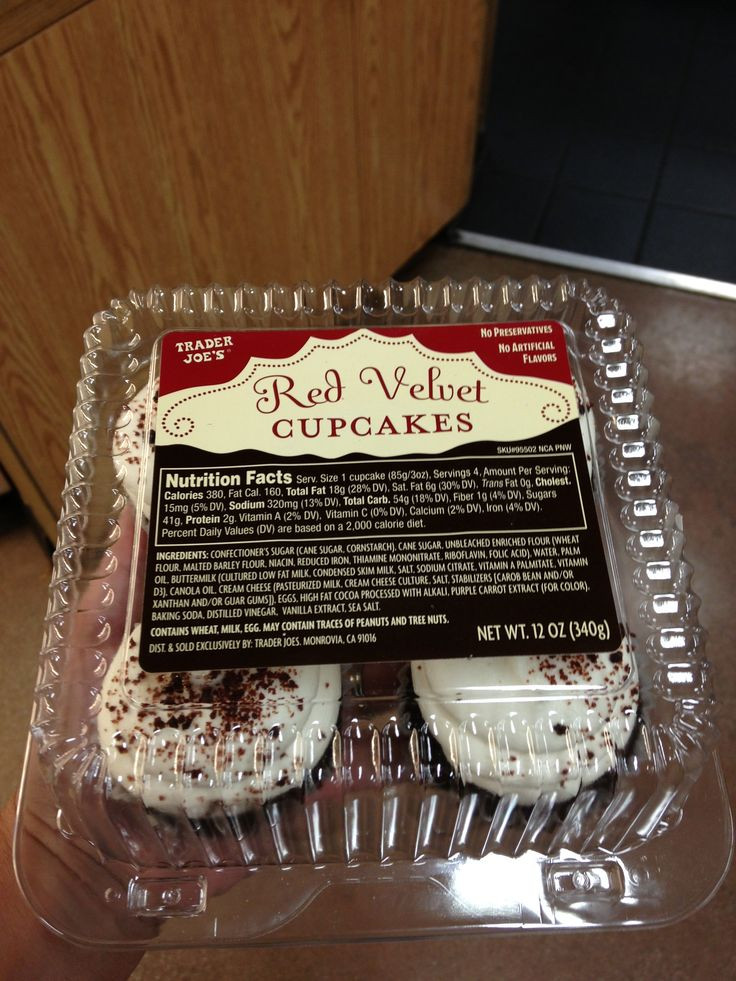 TRADER
JOE'S
NO PRESERVATIVES
NO ARTIFICIAL
FLAVORS
Red Velvet
CUPCAKES
SKU#95502 NCA PNW
Nutrition Facts Serv. Size 1 cupcake (85g/3oz), Servings 4, Amount Per Serving:
Calories 380, Fat Cal. 160, Total Fat 18g (28% DV), Sat. Fat 6g (30% DV), Trans Fat 0g, Cholest.
15mg (5% DV), Sodium 320mg (13% DV), Total Carb. 54g (18% DV), Fiber 1g (4% DV), Sugars
41g, Protein 2g. Vitamin A (2% DV), Vitamin C (0% DV), Calcium (2% DV), Iron (4% DV).
Percent Daily Values (DV) are based on a 2,000 calorie diet.
INGREDIENTS: CONFECTIONER'S SUGAR (CANE SUGAR, CORNSTARCH), CANE SUGAR, UNBLEACHED ENRICHED FLOUR (WHEAT
FLOUR, MALTED BARLEY FLOUR, NIACIN, REDUCED IRON, THIAMINE MONONITRATE, RIBOFLAVIN, FOLIC ACID), WATER, PALM
OIL, BUTTERMILK (CULTURED LOW FAT MILK, CONDENSED SKIM MILK, SALT, SODIUM CITRATE, VITAMIN A PALMITATE, VITAMIN
D3), CANOLA OIL, CREAM CHEESE (PASTEURIZED MILK, CREAM CHEESE CULTURE, SALT, STABILIZERS [CAROB BEAN AND/OR
XANTHAN AND/OR GUAR GUMS]), EGGS, HIGH FAT COCOA PROCESSED WITH ALKALI, PURPLE CARROT EXTRACT (FOR COLOR),
BAKING SODA, DISTILLED VINEGAR, VANILLA EXTRACT, SEA SALT.
CONTAINS WHEAT, MILK, EGG. MAY CONTAIN TRACES OF PEANUTS AND TREE NUTS.
DIST. & SOLD EXCLUSIVELY BY: TRADER JOES, MONROVIA, CA 91016
NET WT. 12 OZ (340g)